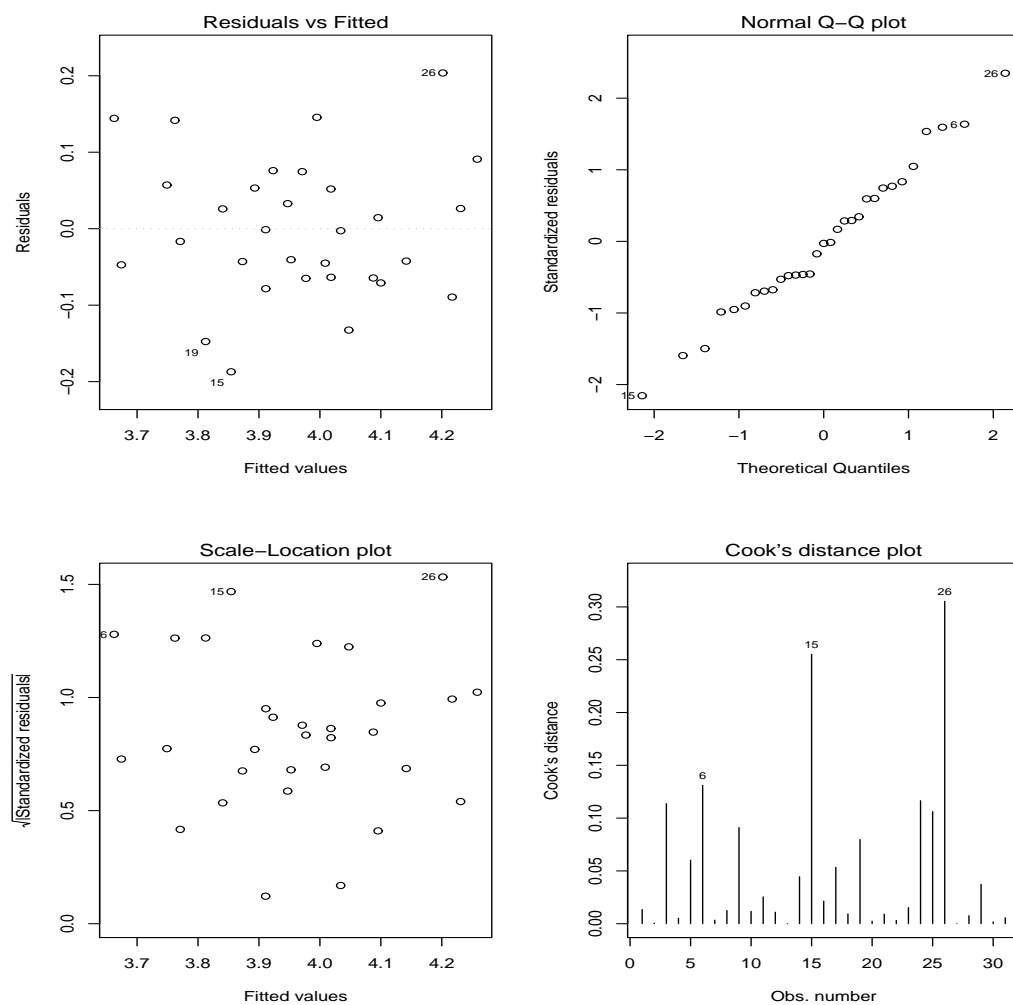 Residuals vs Fitted
0.2
0.1
0.0
−0.1
−0.2
Residuals
26
19
15
3.7 3.8 3.9 4.0 4.1 4.2
Fitted values
Normal Q−Q plot
2
1
0
−1
−2
Standardized residuals
26
6
15
−2 −1 0 1 2
Theoretical Quantiles
Scale−Location plot
1.5
1.0
0.5
0.0
√|Standardized residuals|
15
26
6
3.7 3.8 3.9 4.0 4.1 4.2
Fitted values
Cook's distance plot
0.30
0.25
0.20
0.15
0.10
0.05
0.00
Cook's distance
26
15
6
0 5 10 15 20 25 30
Obs. number